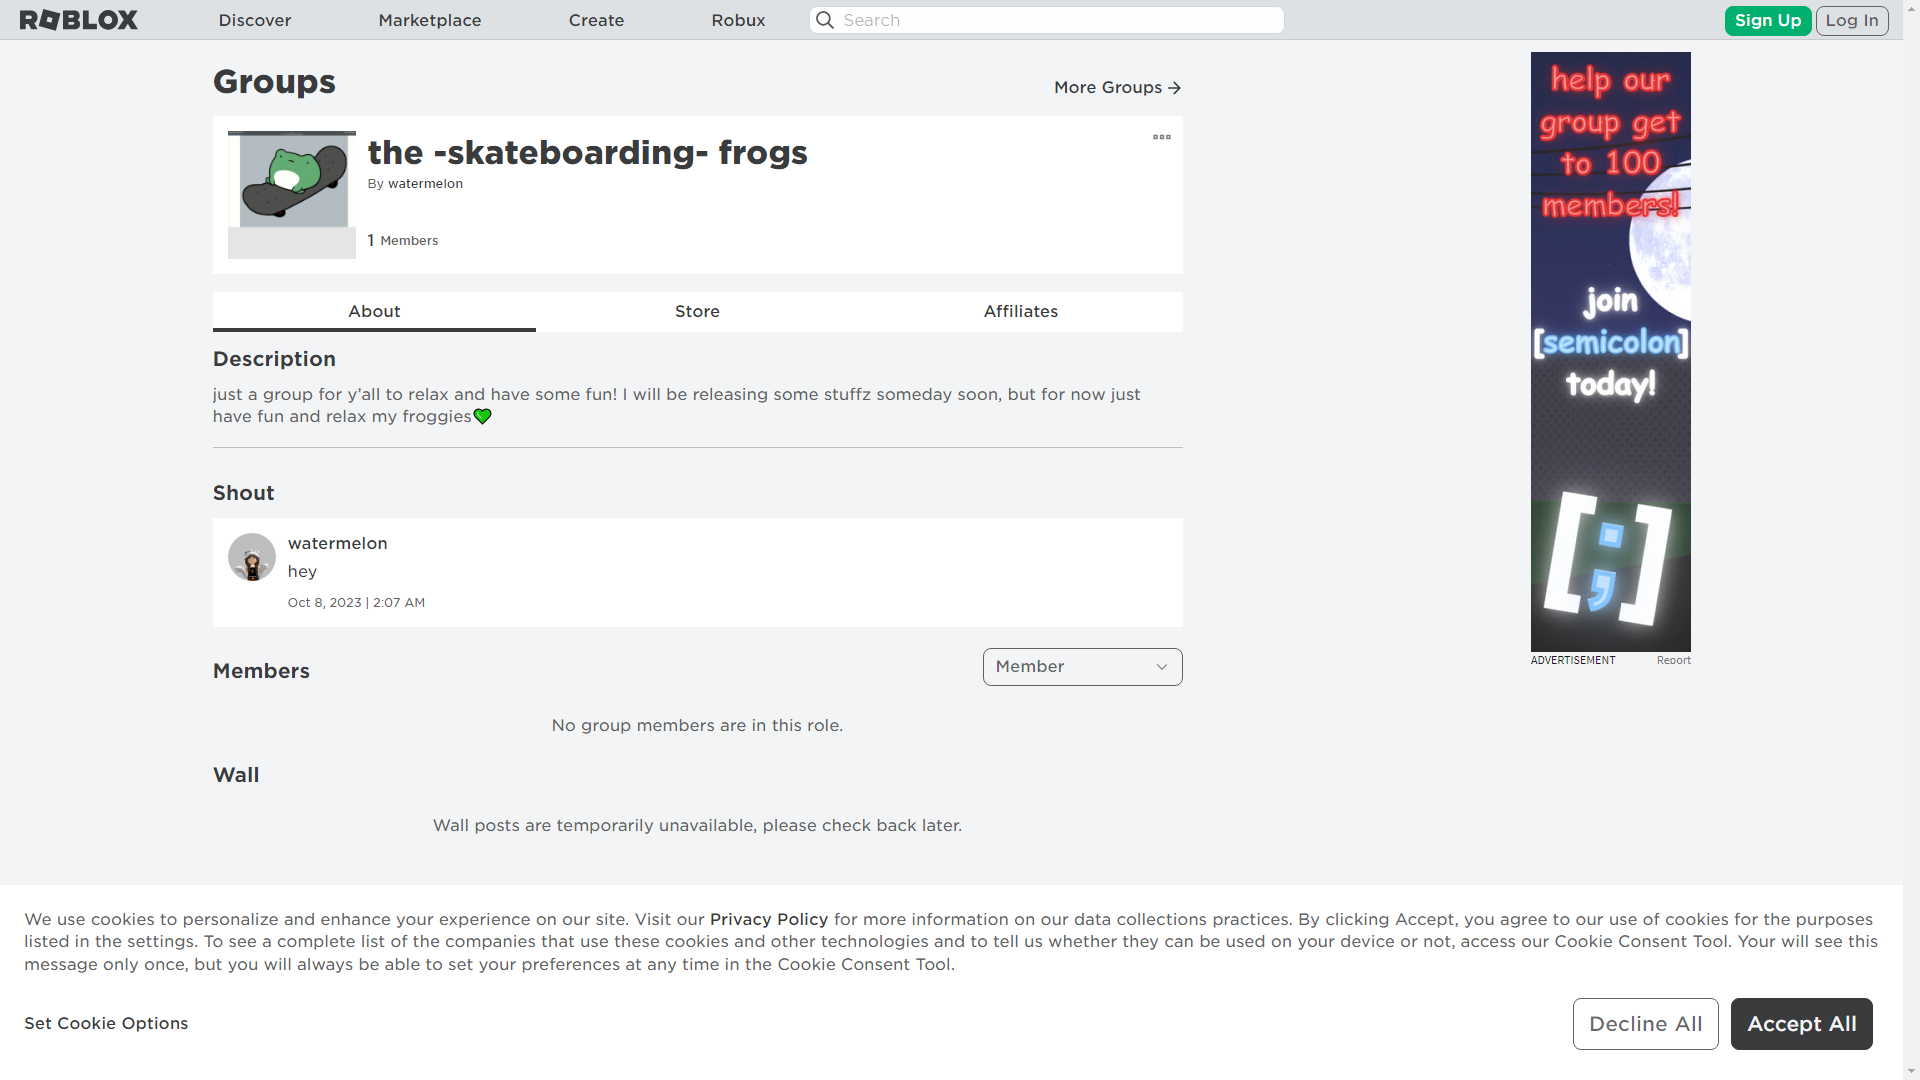 ROBLOX
Discover
Marketplace
Create
Robux
Search
Sign Up
Log In
Groups
More Groups
the -skateboarding- frogs
By watermelon
1 Members
About
Store
Affiliates
Description
just a group for y’all to relax and have some fun! I will be releasing some stuffz someday soon, but for now just
have fun and relax my froggies💚
Shout
watermelon
hey
Oct 8, 2023 | 2:07 AM
Members
Member
No group members are in this role.
Wall
Wall posts are temporarily unavailable, please check back later.
help our
group get
to 100
members!
join
[semicolon]
today!
[;]
ADVERTISEMENT
Report
We use cookies to personalize and enhance your experience on our site. Visit our Privacy Policy for more information on our data collections practices. By clicking Accept, you agree to our use of cookies for the purposes
listed in the settings. To see a complete list of the companies that use these cookies and other technologies and to tell us whether they can be used on your device or not, access our Cookie Consent Tool. Your will see this
message only once, but you will always be able to set your preferences at any time in the Cookie Consent Tool.
Set Cookie Options
Decline All
Accept All